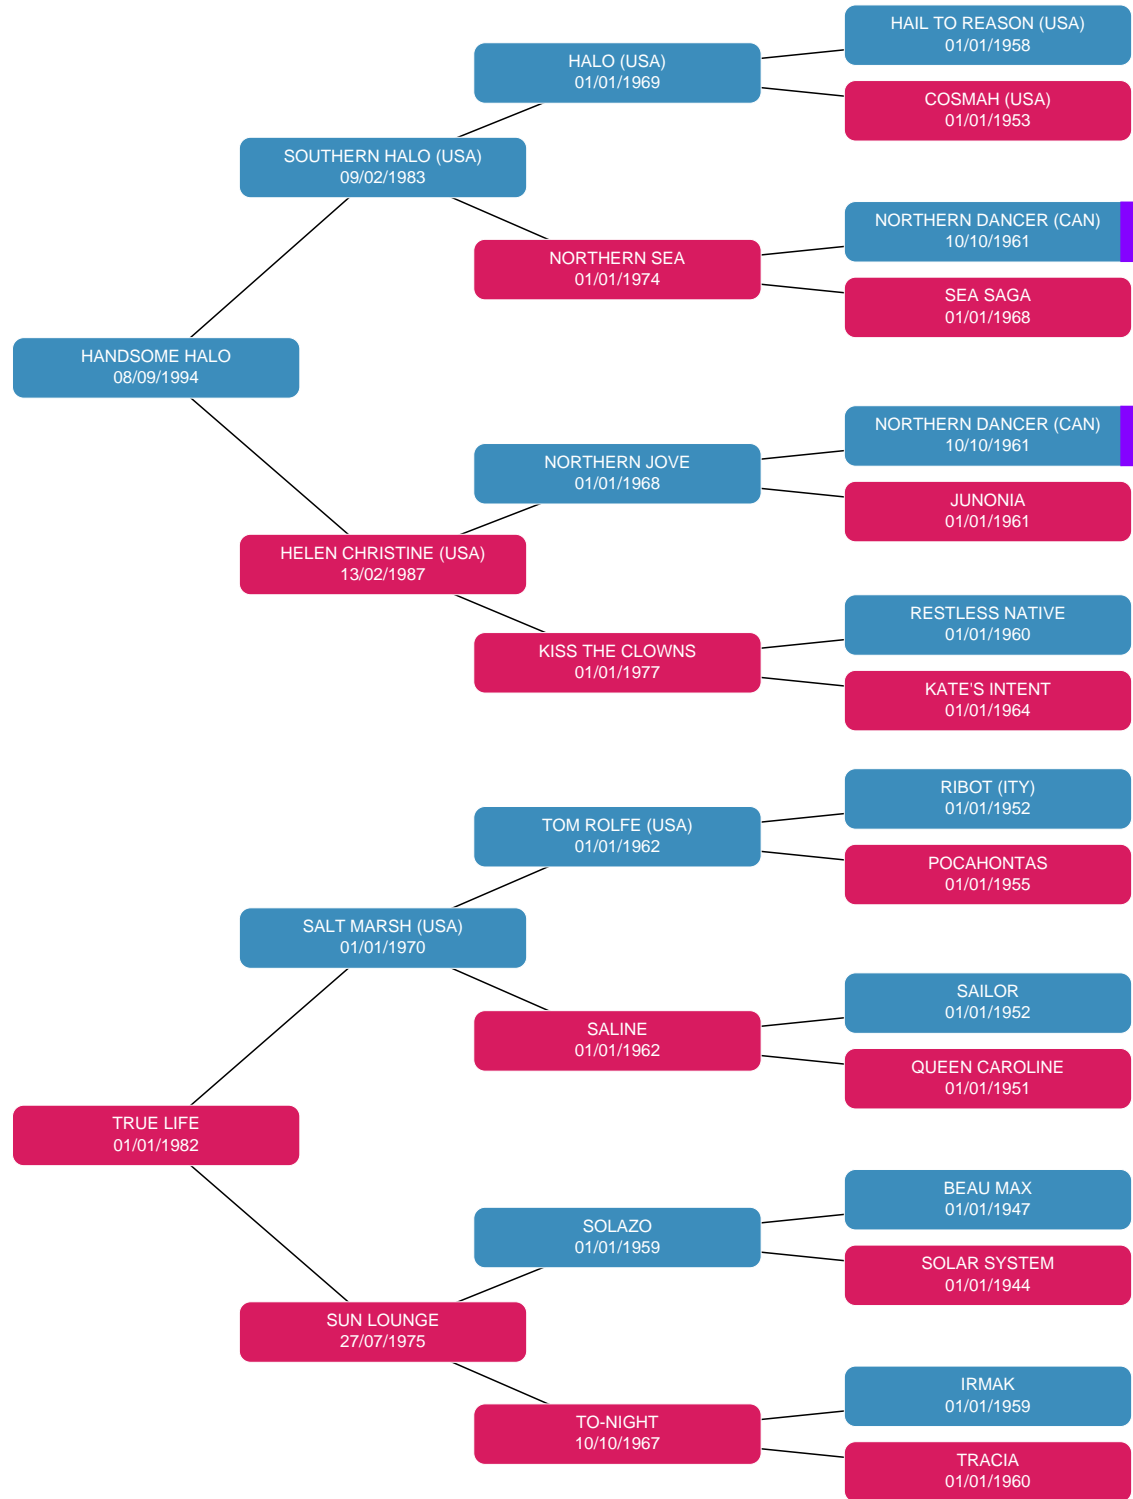 HAIL TO REASON (USA)
01/01/1958
HALO (USA)
01/01/1969
COSMAH (USA)
01/01/1953
SOUTHERN HALO (USA)
09/02/1983
NORTHERN DANCER (CAN)
10/10/1961
NORTHERN SEA
01/01/1974
SEA SAGA
01/01/1968
HANDSOME HALO
08/09/1994
NORTHERN DANCER (CAN)
10/10/1961
NORTHERN JOVE
01/01/1968
JUNONIA
01/01/1961
HELEN CHRISTINE (USA)
13/02/1987
RESTLESS NATIVE
01/01/1960
KISS THE CLOWNS
01/01/1977
KATE'S INTENT
01/01/1964
RIBOT (ITY)
01/01/1952
TOM ROLFE (USA)
01/01/1962
POCAHONTAS
01/01/1955
SALT MARSH (USA)
01/01/1970
SAILOR
01/01/1952
SALINE
01/01/1962
QUEEN CAROLINE
01/01/1951
TRUE LIFE
01/01/1982
BEAU MAX
01/01/1947
SOLAZO
01/01/1959
SOLAR SYSTEM
01/01/1944
SUN LOUNGE
27/07/1975
IRMAK
01/01/1959
TO-NIGHT
10/10/1967
TRACIA
01/01/1960